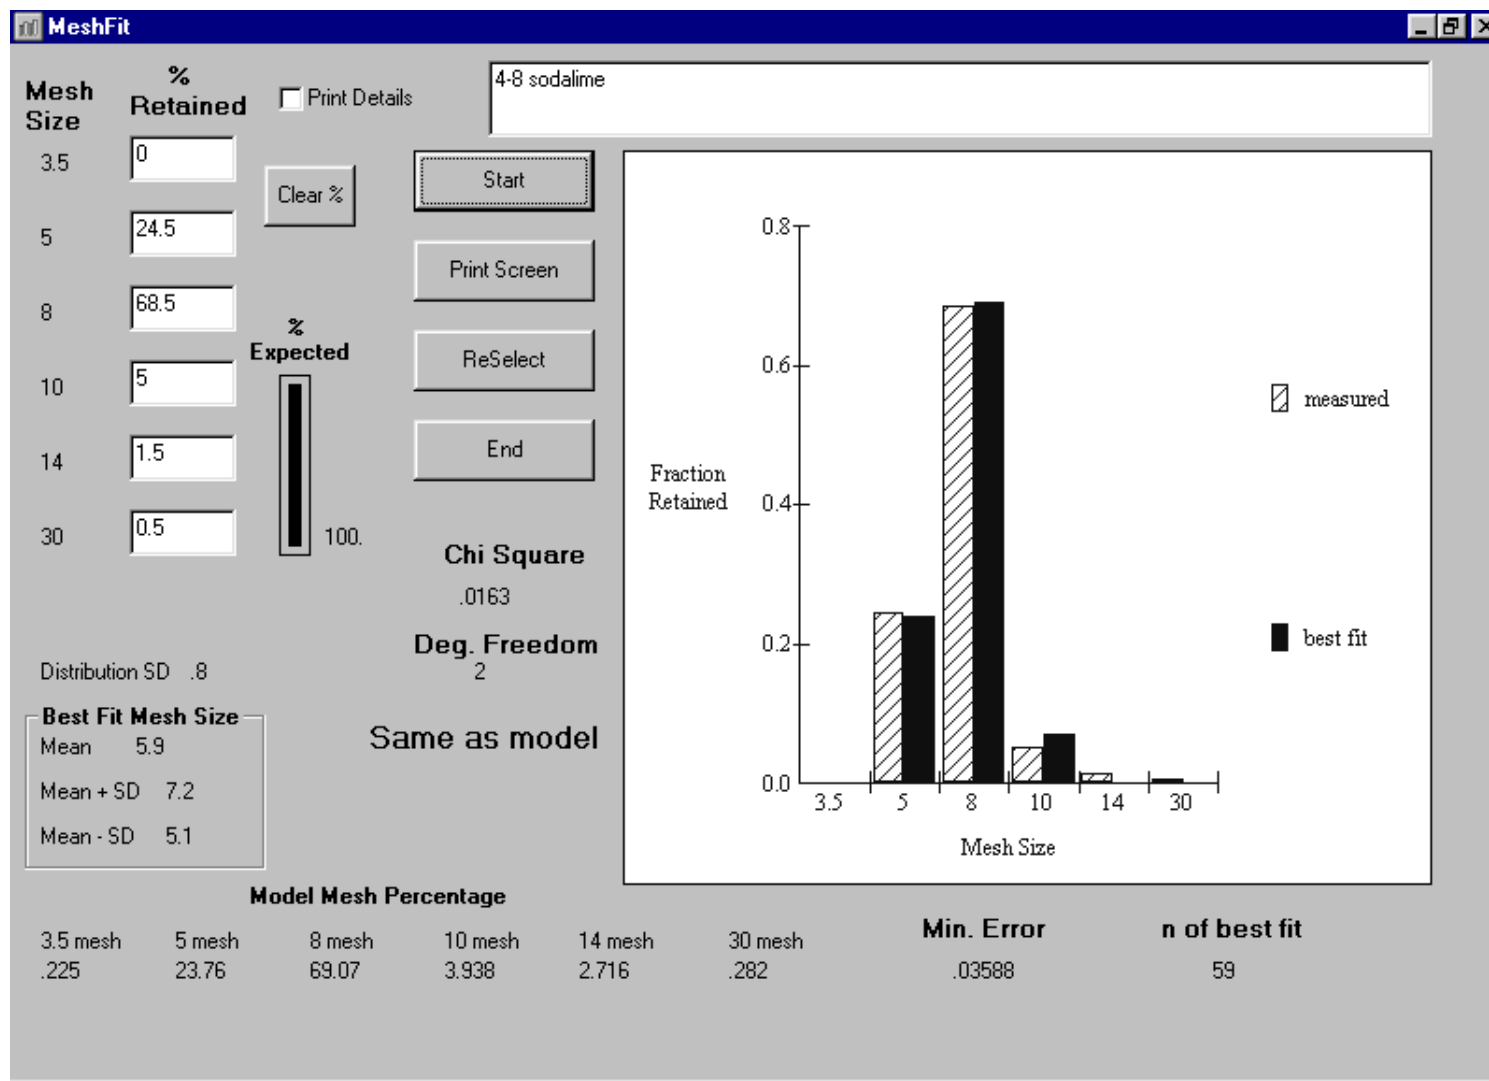 MeshFit
Mesh Size
% Retained
Print Details
4-8 sodalime
3.5
0
5
24.5
8
68.5
10
5
14
1.5
30
0.5
Clear %
% Expected
100.
Start
Print Screen
ReSelect
End
Chi Square
.0163
Deg. Freedom
2
Same as model
Distribution SD .8
Best Fit Mesh Size
Mean 5.9
Mean + SD 7.2
Mean - SD 5.1
0.8
0.6
0.4
0.2
0.0
Fraction
Retained
3.5 5 8 10 14 30
Mesh Size
measured
best fit
Model Mesh Percentage
3.5 mesh 5 mesh 8 mesh 10 mesh 14 mesh 30 mesh
.225 23.76 69.07 3.938 2.716 .282
Min. Error
.03588
n of best fit
59